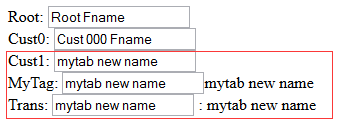 Root: Root Fname
Cust0: Cust 000 Fname
Cust1: mytab new name
MyTag: mytab new name mytab new name
Trans: mytab new name : mytab new name